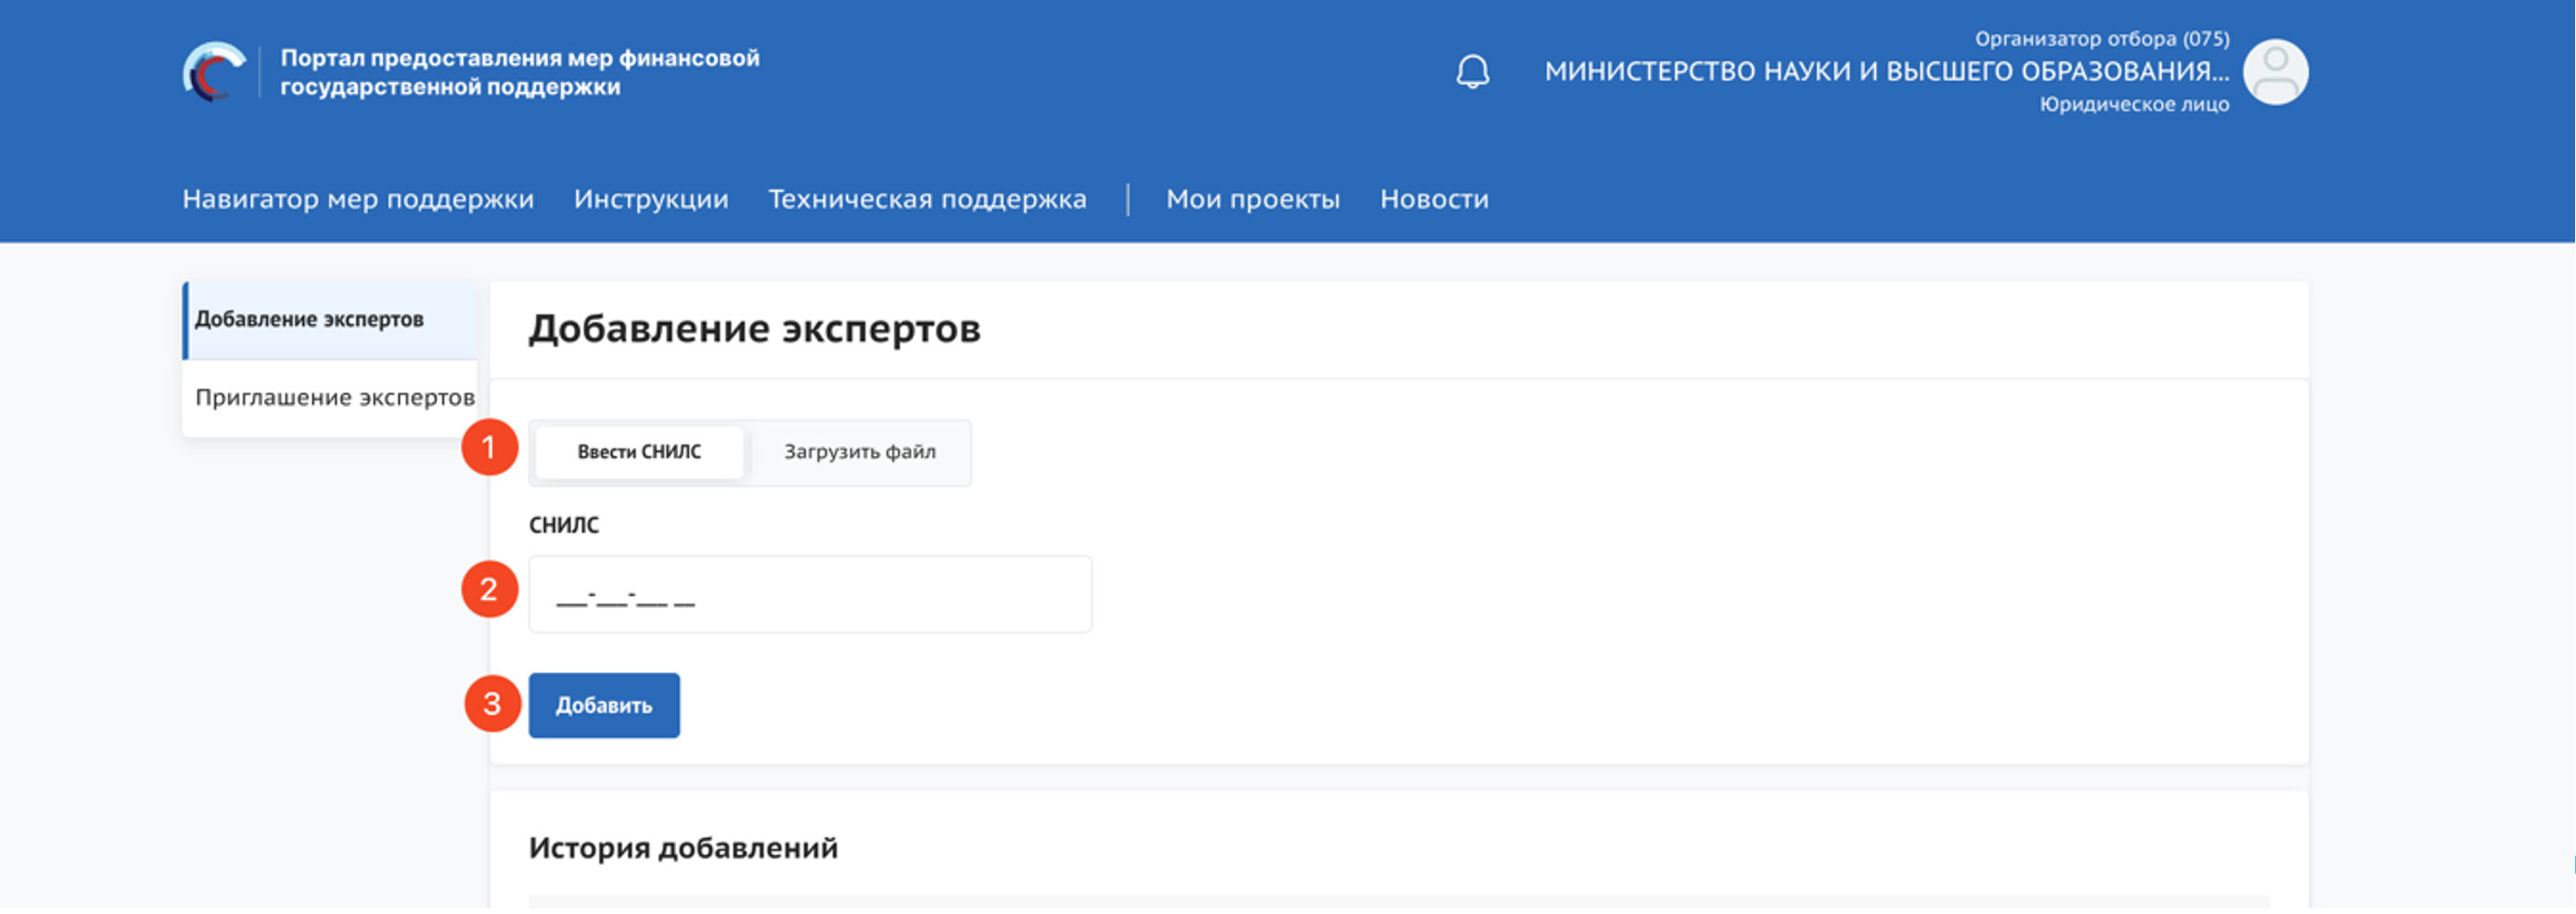 Портал предоставления мер финансовой
государственной поддержки
Организатор отбора (075)
МИНИСТЕРСТВО НАУКИ И ВЫСШЕГО ОБРАЗОВАНИЯ...
Юридическое лицо
Навигатор мер поддержки Инструкции Техническая поддержка | Мои проекты Новости
Добавление экспертов
Приглашение экспертов
Добавление экспертов
1 Ввести СНИЛС Загрузить файл
СНИЛС
2 ___-___-___ __
3 Добавить
История добавлений